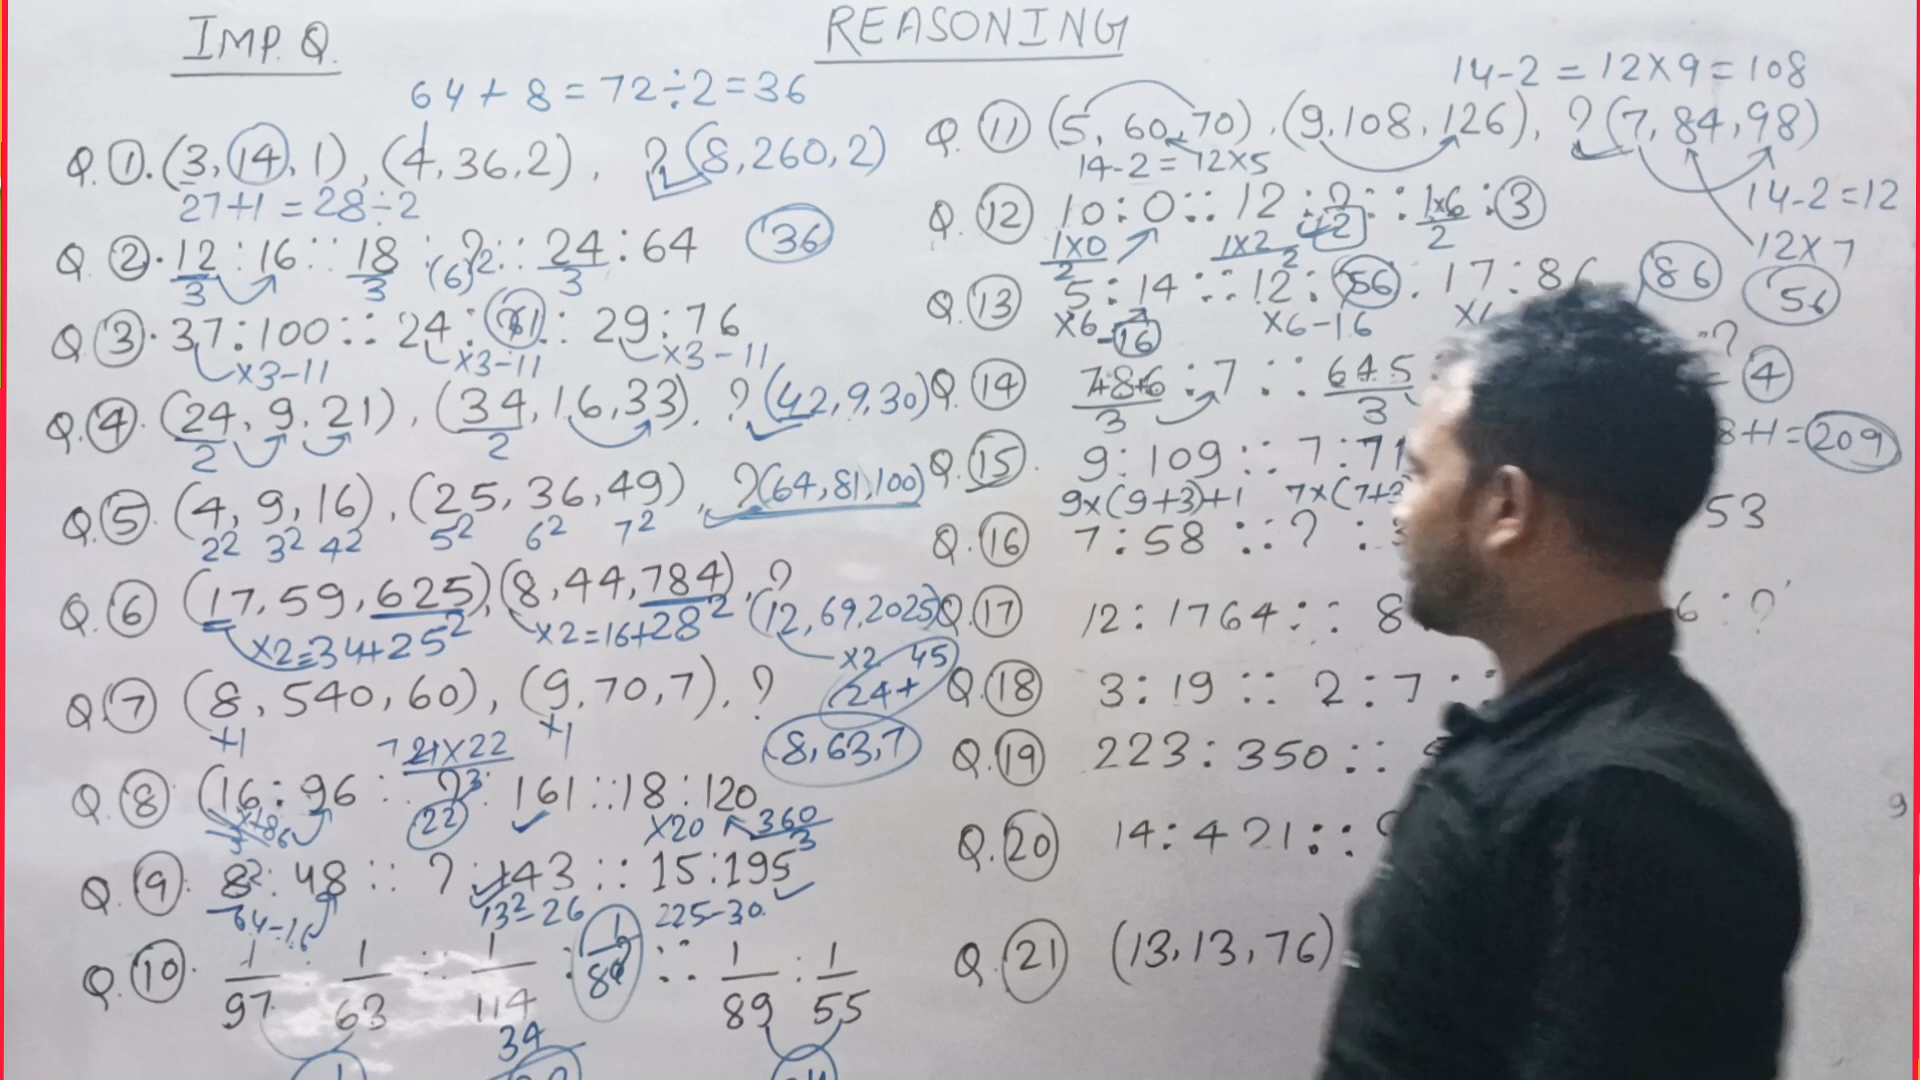 IMP. Q.
REASONING
64 + 8 = 72 ÷ 2 = 36
Q. ①. (3, 14, 1), (4, 36, 2), ? (8, 260, 2)
27+1 = 28 ÷ 2
Q. ②. 12 : 16 :: 18 : ? :: 24 : 64 36
3 3 (6)2 3
Q. ③. 37 : 100 :: 24 : 61 :: 29 : 76
×3-11 ×3-11 ×3-11
Q. ④. (24, 9, 21), (34, 16, 33), ? (42, 9, 30)
2 2
Q. ⑤. (4, 9, 16), (25, 36, 49), ? (64, 81, 100)
2² 3² 4² 5² 6² 7²
Q. ⑥ (17, 59, 625), (8, 44, 784), ?
(12, 69, 2025)
×2=34+25² ×2=16+28²
×2 45
24+
Q. ⑦ (8, 540, 60), (9, 70, 7), ?
+1 +1
8, 63, 7
21×22
Q. ⑧. (16 : 96 :: ? : 161 :: 18 : 120
22 ×20 360
3
Q. ⑨. 8 : 48 :: ? : 143 :: 15 : 195
64-16 13²-26 225-30
Q. ⑩. 1/97 : 1/63 :: 1/114 : 1/80 :: 1/89 : 1/55
34
14-2 = 12×9 = 108
Q. ⑪ (5, 60, 70), (9, 108, 126), ? (7, 84, 98)
14-2 = 12×5
14-2 = 12
12×7
Q. ⑫ 10 : 0 :: 12 : ? :: 1×6 : 3
1×0 1×2 2
2 2
Q. ⑬ 5 : 14 :: 12 : 56 : 17 : 86 86
56
×6-16 ×6-16
Q. ⑭ 7+8+6 : 7 :: 645 ?
3 3 = 4
Q. ⑮. 9 : 109 :: 7 : 71
8+1 = 209
9×(9+3)+1 7×(7+3
Q. ⑯ 7 : 58 :: ? : 53
Q. ⑰ 12 : 1764 :: 8 6 : ?
Q. ⑱ 3 : 19 :: 2 : 7 ::
Q. ⑲ 223 : 350 ::
Q. ⑳ 14 : 421 ::
9
Q. ㉑ (13, 13, 76)